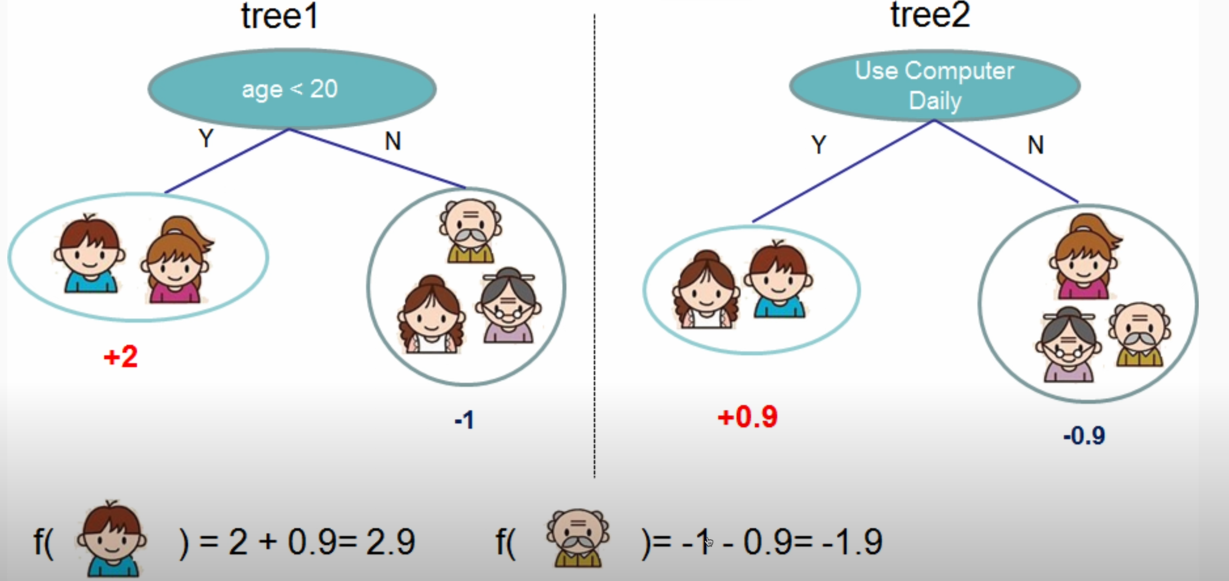 tree1
age < 20
Y
N
+2
-1
tree2
Use Computer
Daily
Y
N
+0.9
-0.9
f( ) = 2 + 0.9= 2.9
f( )= -1 - 0.9= -1.9